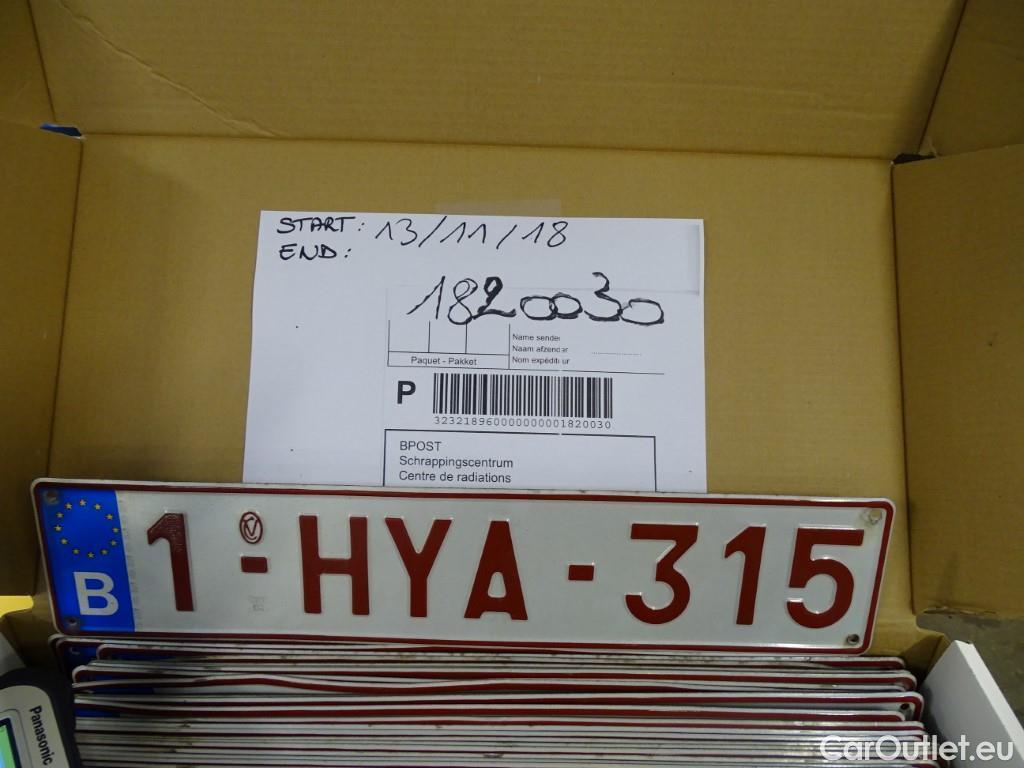 START: 13/11/18
END:
1820030
Name sender
Naam afzender
Nom expéditeur
Paquet - Pakket
P
323218960000000001820030
BPOST
Schrappingscentrum
Centre de radiations
B 1-HYA-315
Panasonic
CarOutlet.eu